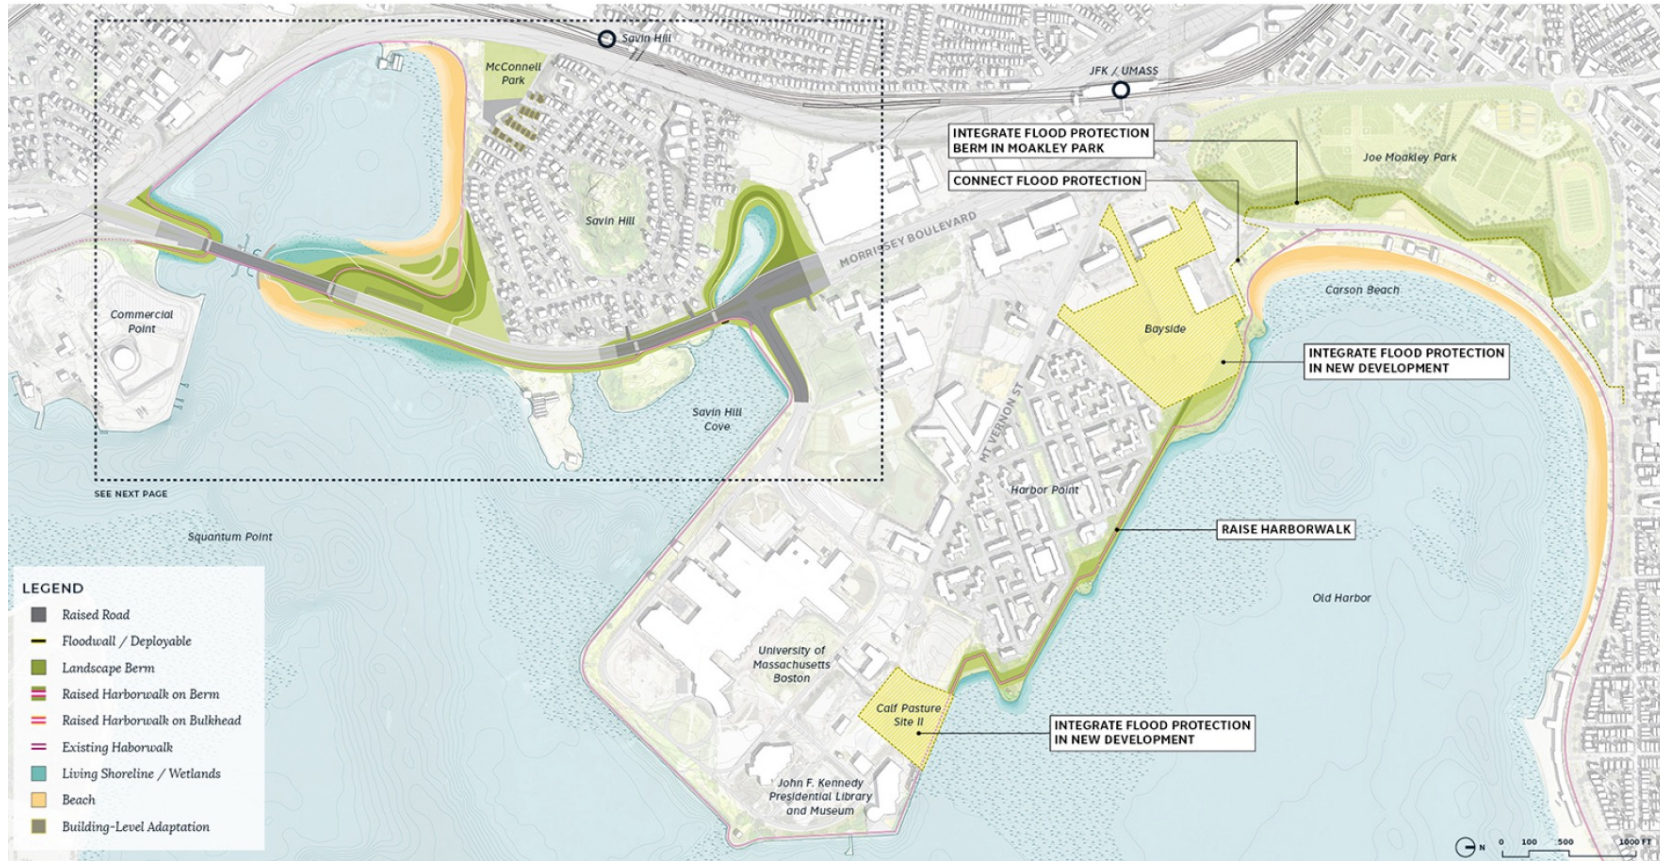 Savin Hill
McConnell
Park
JFK / UMASS
INTEGRATE FLOOD PROTECTION
BERM IN MOAKLEY PARK
Joe Moakley Park
CONNECT FLOOD PROTECTION
Savin Hill
MORRISSEY BOULEVARD
Carson Beach
Commercial
Point
Bayside
INTEGRATE FLOOD PROTECTION
IN NEW DEVELOPMENT
Savin Hill
Cove
MT VERNON ST
SEE NEXT PAGE
Harbor Point
Squantum Point
RAISE HARBORWALK
Old Harbor
University of
Massachusetts
Boston
Calf Pasture
Site II
INTEGRATE FLOOD PROTECTION
IN NEW DEVELOPMENT
John F. Kennedy
Presidential Library
and Museum
LEGEND
Raised Road
Floodwall / Deployable
Landscape Berm
Raised Harborwalk on Berm
Raised Harborwalk on Bulkhead
Existing Haborwalk
Living Shoreline / Wetlands
Beach
Building-Level Adaptation
N 0 100 500 1000 FT